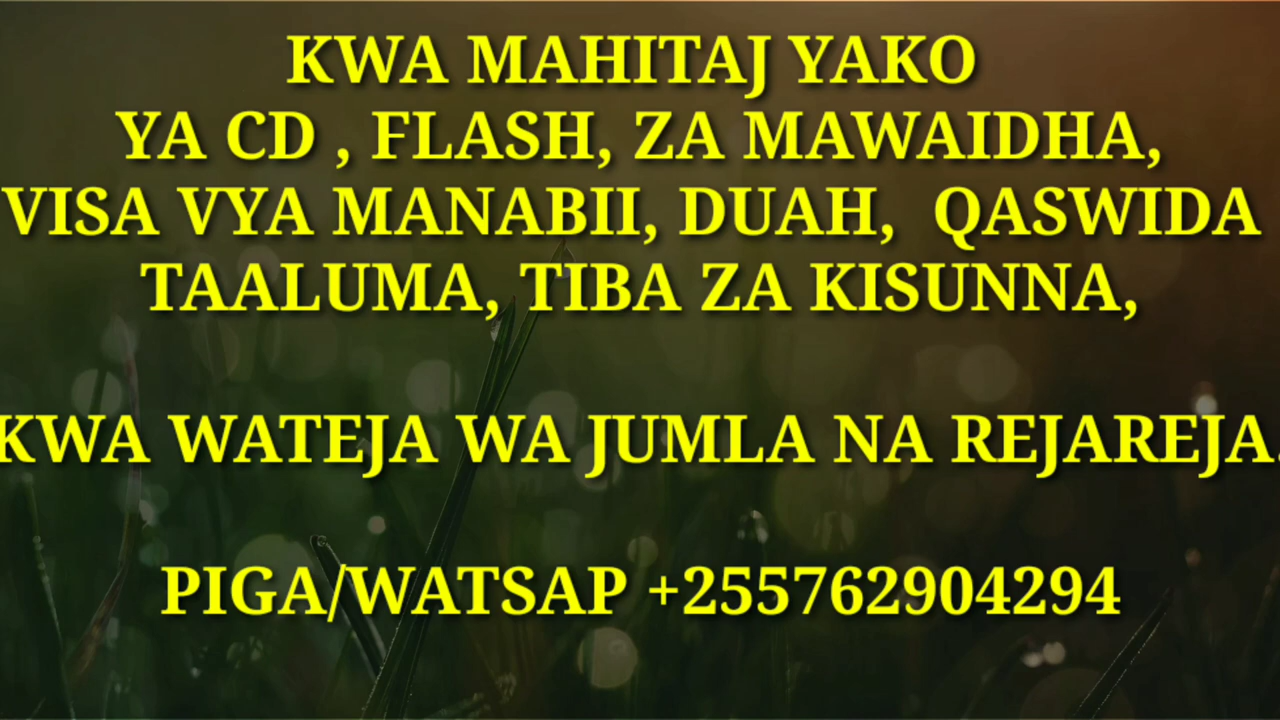 KWA MAHITAJ YAKO
YA CD , FLASH, ZA MAWAIDHA,
VISA VYA MANABII, DUAH, QASWIDA
TAALUMA, TIBA ZA KISUNNA,
KWA WATEJA WA JUMLA NA REJAREJA.
PIGA/WATSAP +255762904294